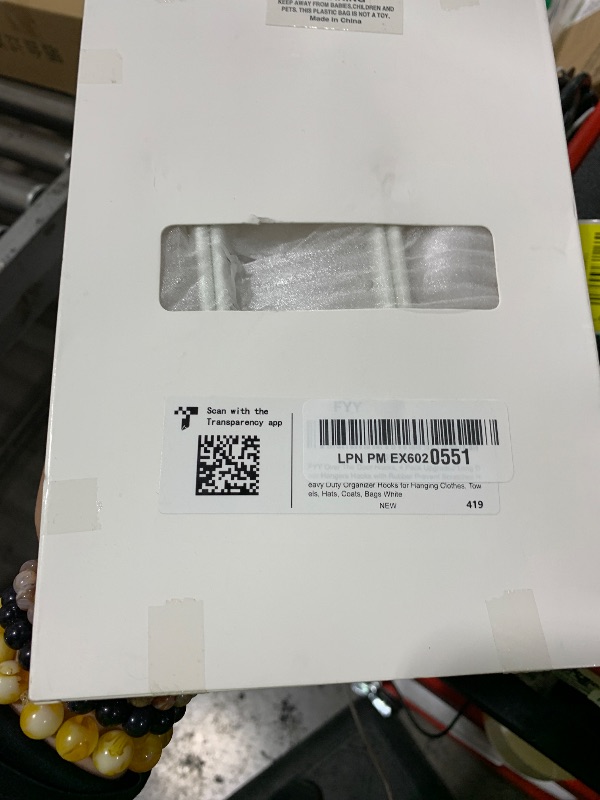 KEEP AWAY FROM BABIES,CHILDREN AND
PETS. THIS PLASTIC BAG IS NOT A TOY.
Made in China
Scan with the
Transparency app
FYY
LPN PM EX6020551
eavy Duty Organizer Hooks for Hanging Clothes, Tow
els, Hats, Coats, Bags White
NEW
419